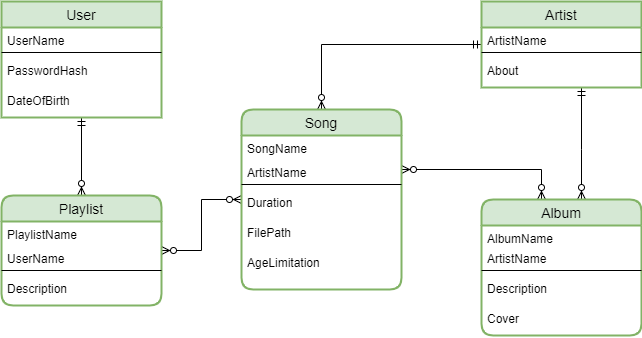 User
UserName
PasswordHash
DateOfBirth
Artist
ArtistName
About
Song
SongName
ArtistName
Duration
FilePath
AgeLimitation
Playlist
PlaylistName
UserName
Description
Album
AlbumName
ArtistName
Description
Cover